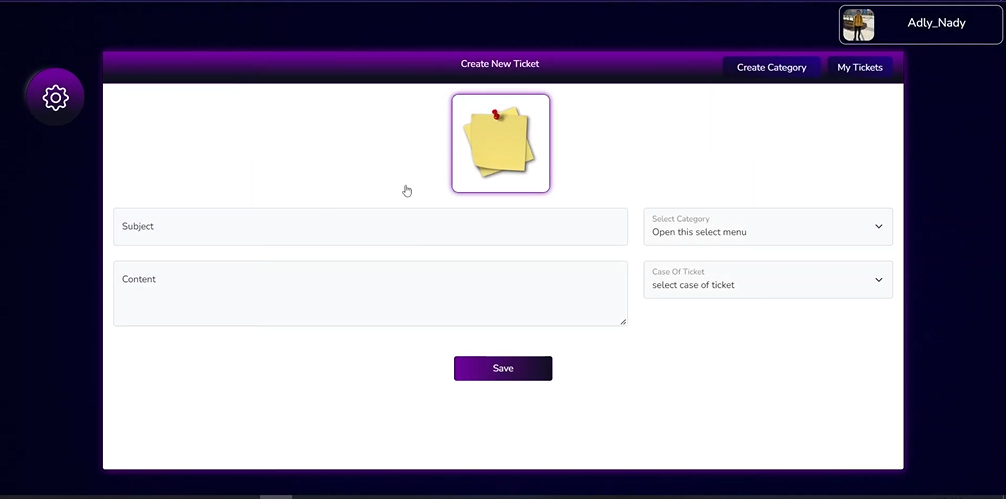 Adly_Nady
Create New Ticket
Create Category
My Tickets
Subject
Select Category
Open this select menu
Content
Case Of Ticket
select case of ticket
Save